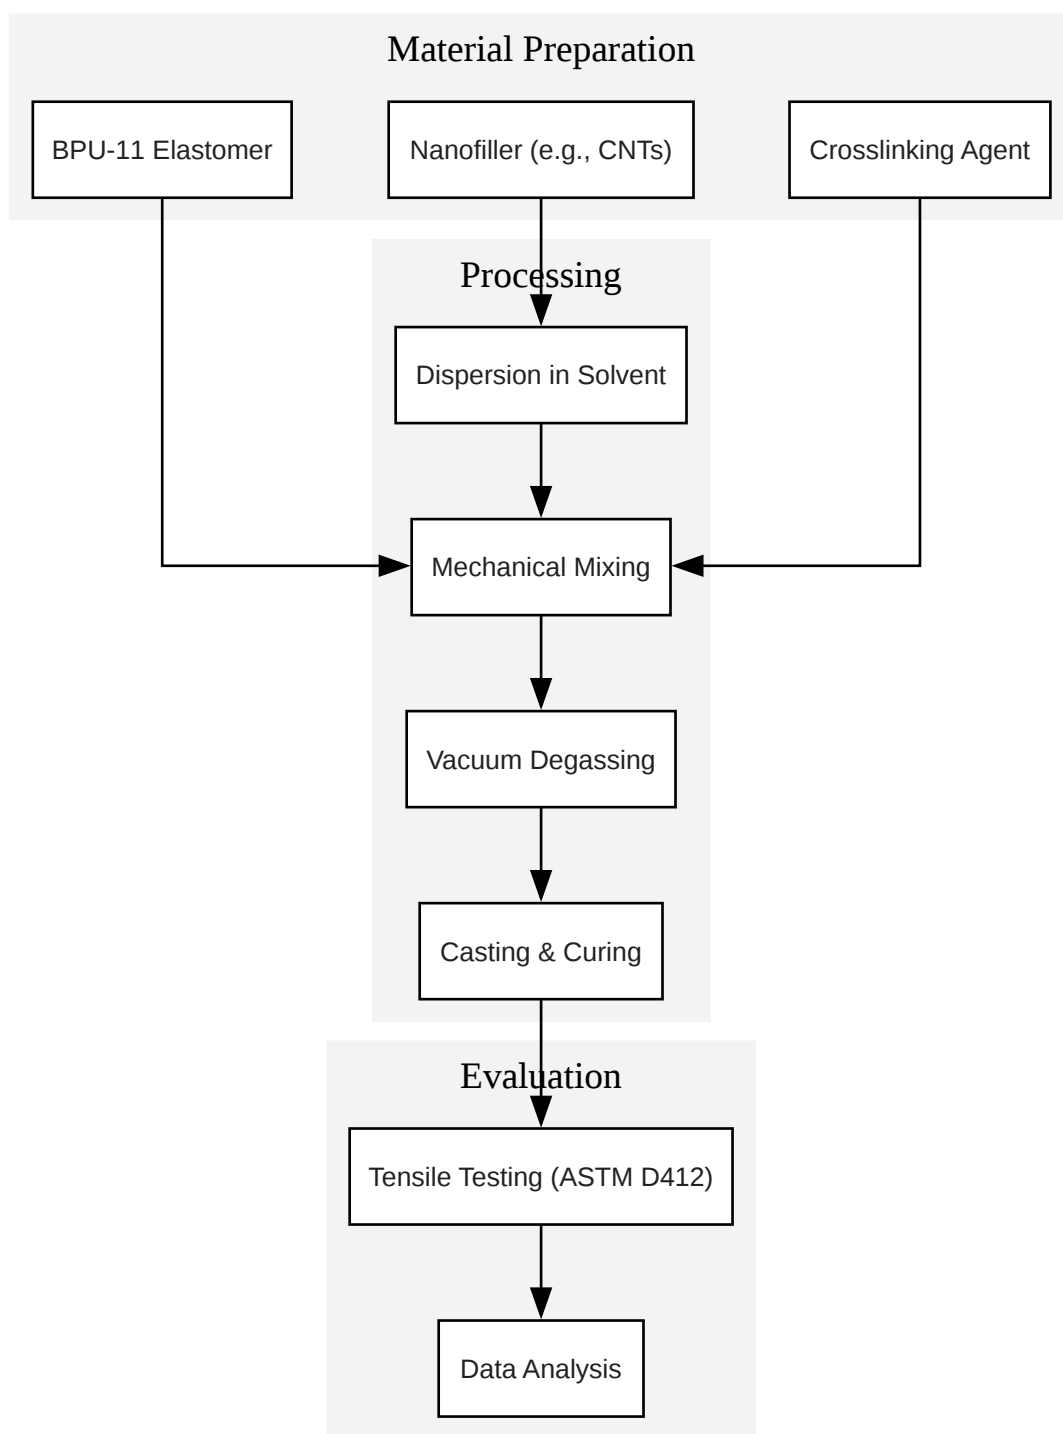 Material Preparation
BPU-11 Elastomer
Nanofiller (e.g., CNTs)
Crosslinking Agent
Processing
Dispersion in Solvent
Mechanical Mixing
Vacuum Degassing
Casting & Curing
Evaluation
Tensile Testing (ASTM D412)
Data Analysis